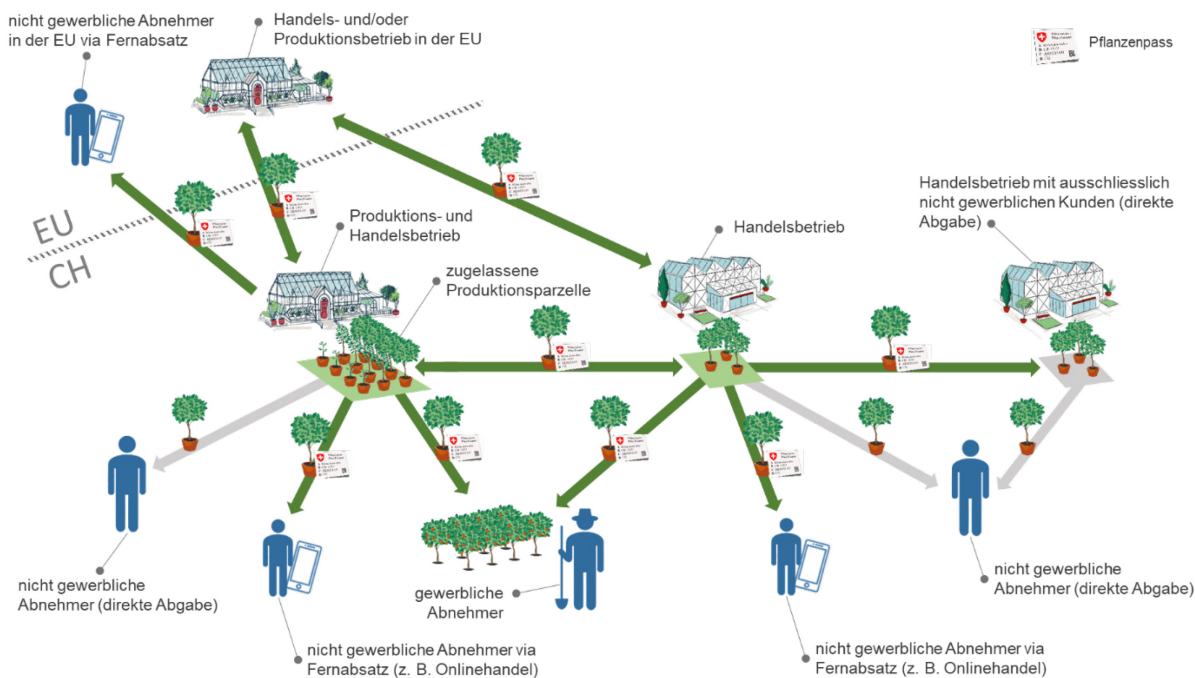 nicht gewerbliche Abnehmer
in der EU via Fernabsatz
Handels- und/oder
Produktionsbetrieb in der EU
Pflanzenpass
EU
CH
Produktions- und
Handelsbetrieb
zugelassene
Produktionsparzelle
Handelsbetrieb
Handelsbetrieb mit ausschliesslich
nicht gewerblichen Kunden (direkte
Abgabe)
nicht gewerbliche
Abnehmer (direkte Abgabe)
nicht gewerbliche Abnehmer via
Fernabsatz (z. B. Onlinehandel)
gewerbliche
Abnehmer
nicht gewerbliche Abnehmer via
Fernabsatz (z. B. Onlinehandel)
nicht gewerbliche
Abnehmer (direkte Abgabe)